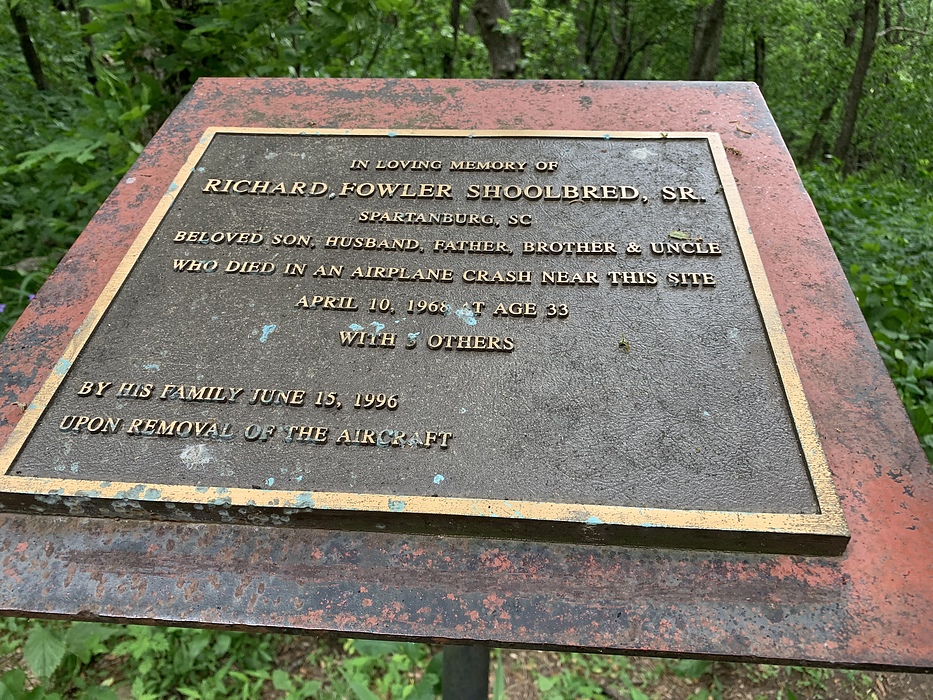 IN LOVING MEMORY OF
RICHARD FOWLER SHOOLBRED, SR.
SPARTANBURG, SC
BELOVED SON, HUSBAND, FATHER, BROTHER & UNCLE
WHO DIED IN AN AIRPLANE CRASH NEAR THIS SITE
APRIL 10, 1968 AT AGE 33
WITH 3 OTHERS
BY HIS FAMILY JUNE 15, 1996
UPON REMOVAL OF THE AIRCRAFT